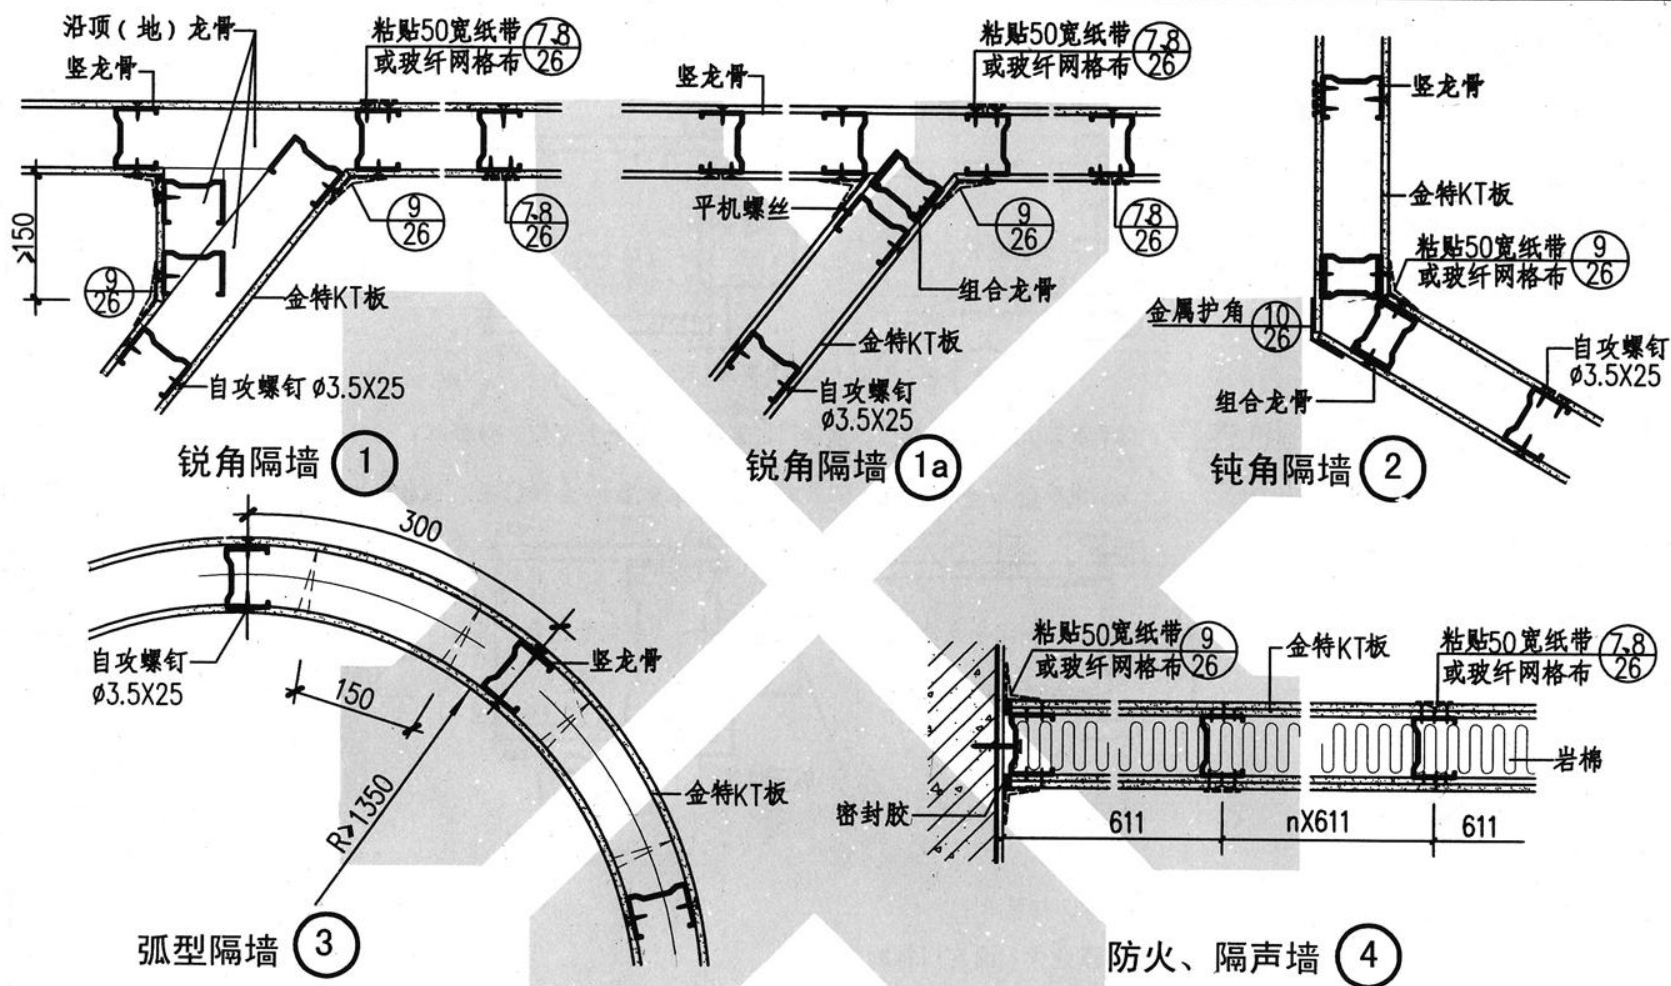 沿顶(地)龙骨
竖龙骨
粘贴50宽纸带
或玻纤网格布
7.8
26
≥150
9
26
9
26
7.8
26
金特KT板
自攻螺钉 ø3.5X25
锐角隔墙 1
竖龙骨
粘贴50宽纸带
或玻纤网格布
7.8
26
平机螺丝
9
26
7.8
26
组合龙骨
金特KT板
自攻螺钉
ø3.5X25
锐角隔墙 1a
竖龙骨
金特KT板
粘贴50宽纸带
或玻纤网格布
9
26
金属护角
10
26
自攻螺钉
ø3.5X25
组合龙骨
钝角隔墙 2
300
自攻螺钉
ø3.5X25
150
竖龙骨
R≥1350
金特KT板
弧型隔墙 3
粘贴50宽纸带
或玻纤网格布
9
26
金特KT板
粘贴50宽纸带
或玻纤网格布
7.8
26
岩棉
密封胶
611
nX611
611
防火、隔声墙 4